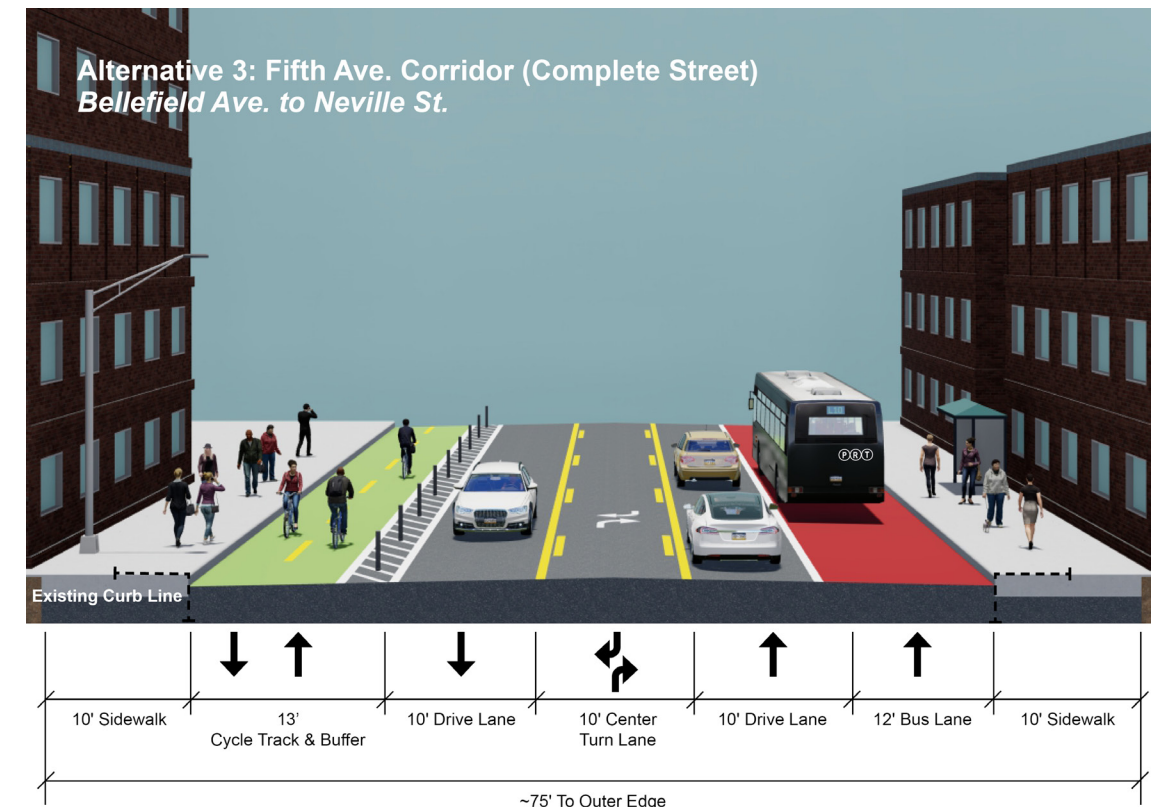 Alternative 3: Fifth Ave. Corridor (Complete Street)
Bellefield Ave. to Neville St.
PRT
Existing Curb Line
10' Sidewalk
13’
Cycle Track & Buffer
10' Drive Lane
10' Center
Turn Lane
10' Drive Lane
12' Bus Lane
10' Sidewalk
~75' To Outer Edge